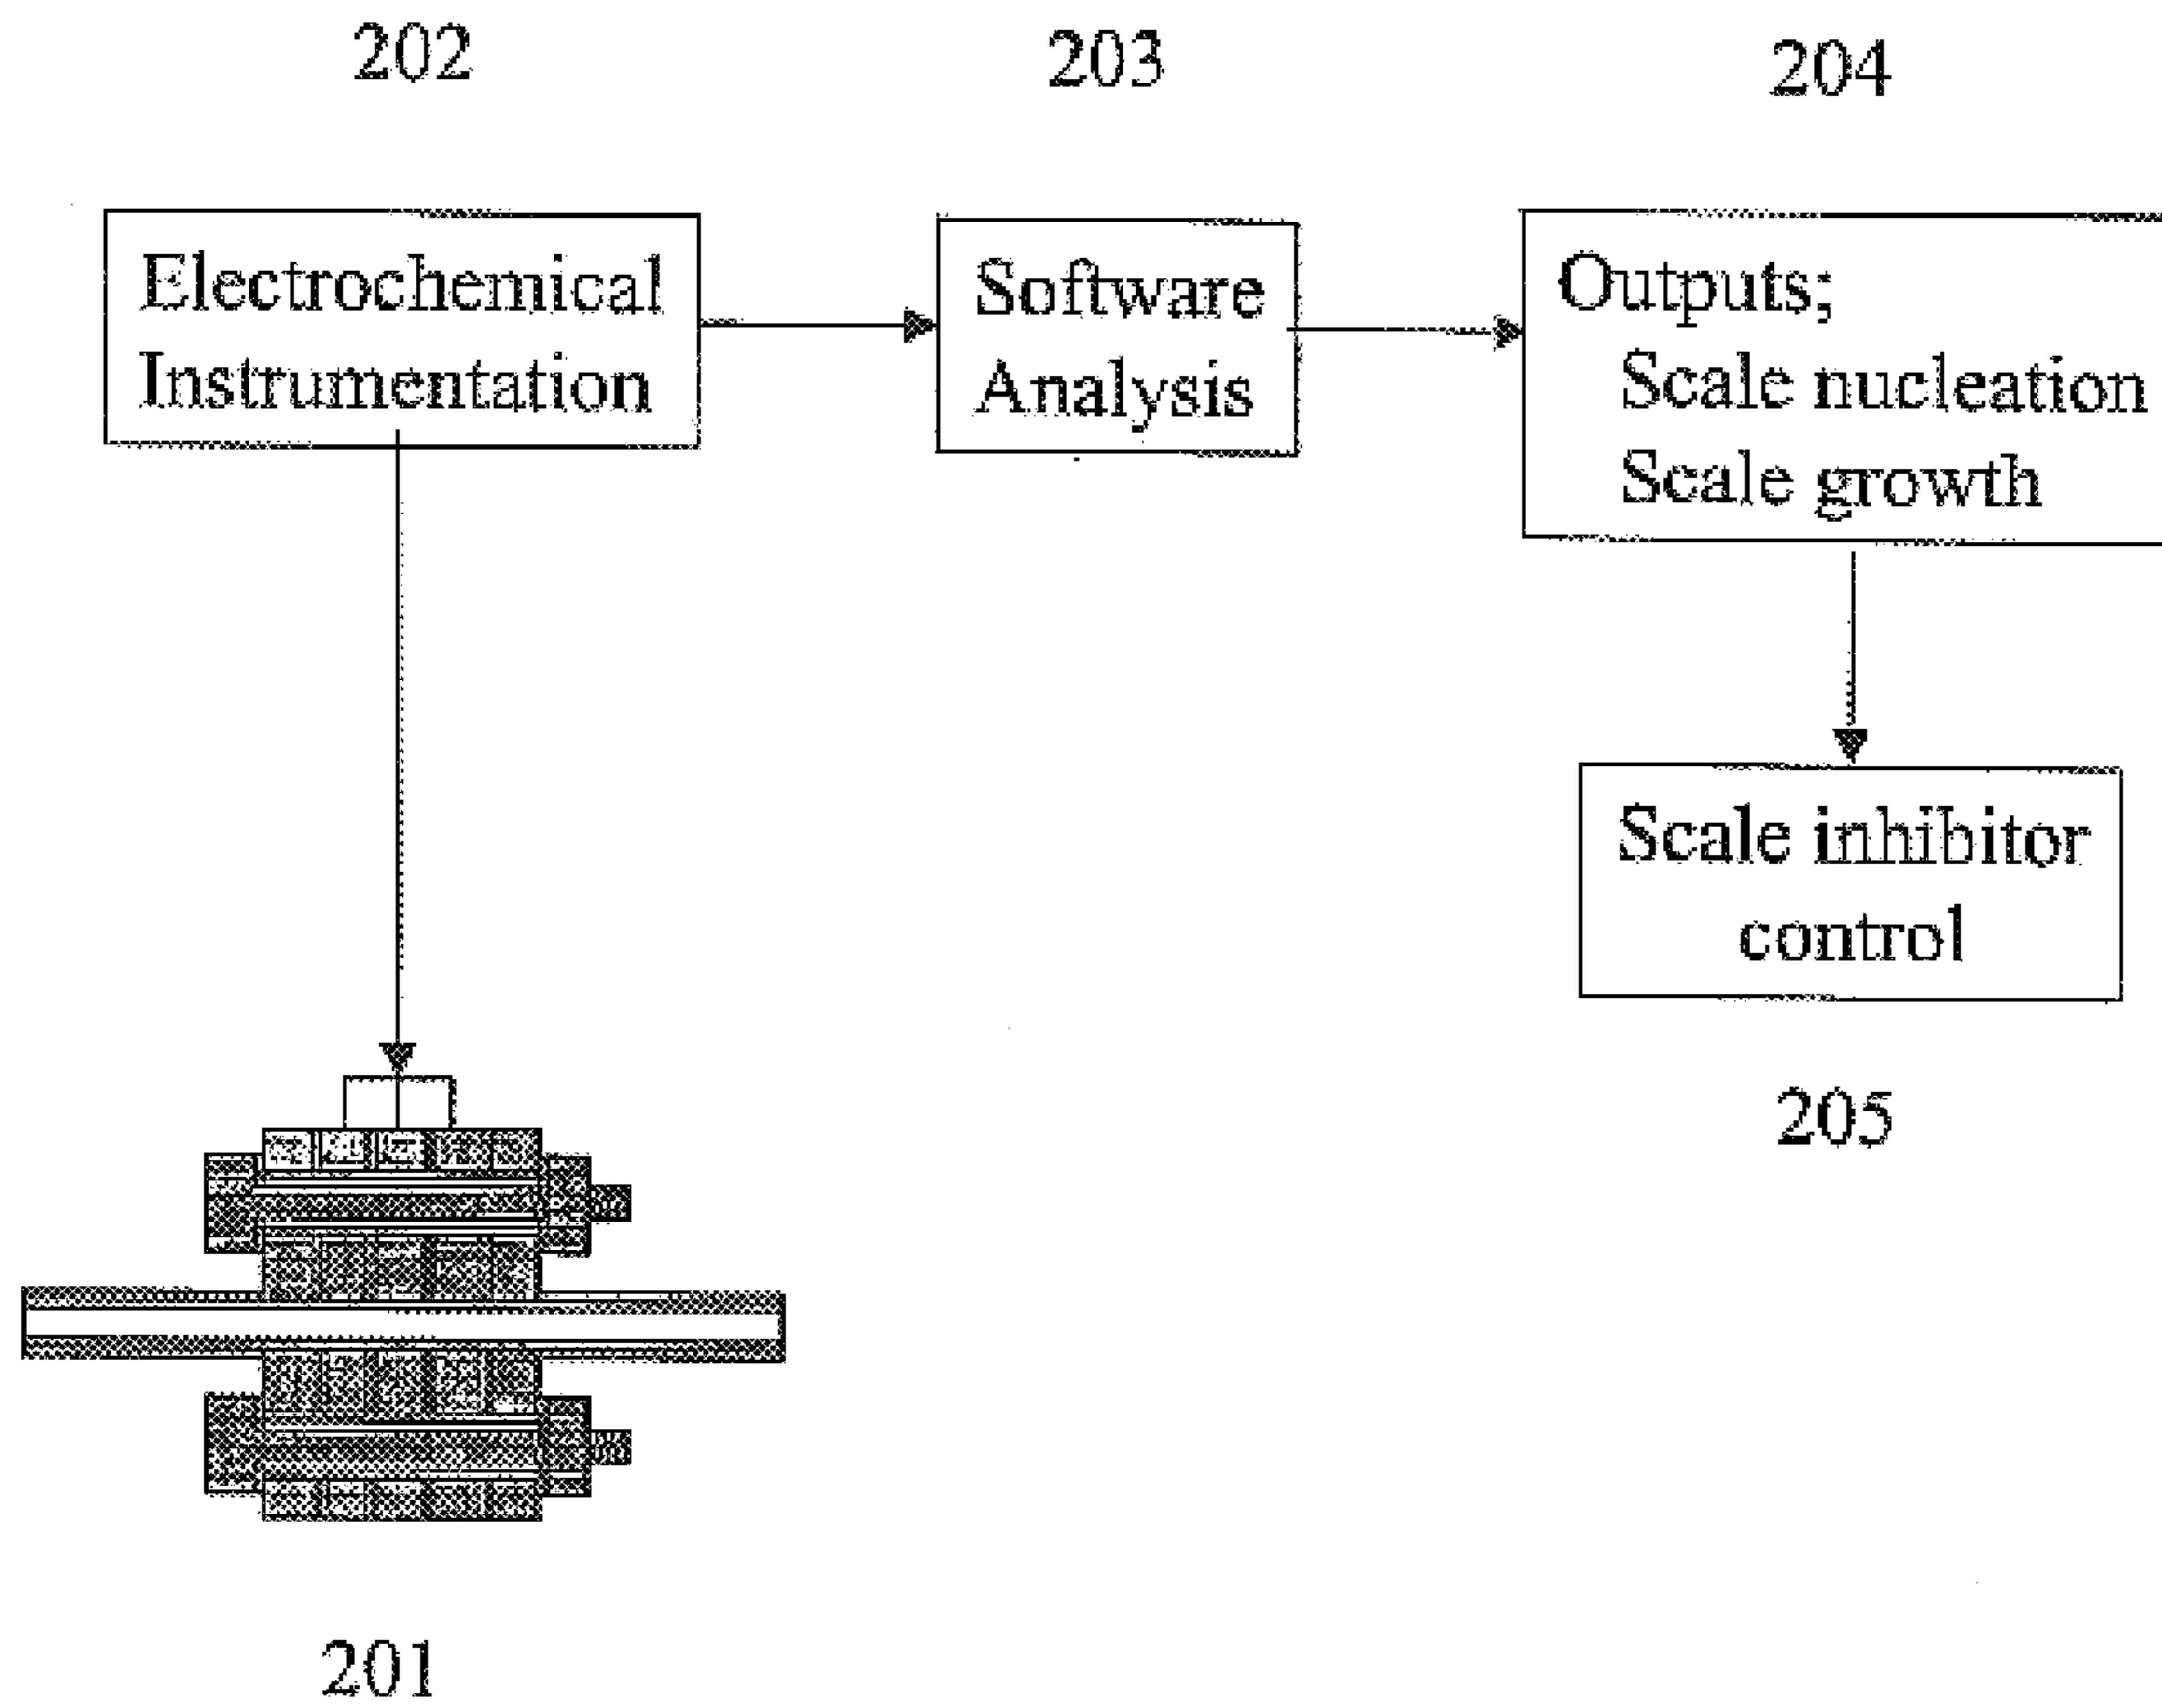 202
203
204
Electrochemical
Instrumentation
Software
Analysis
Outputs;
Scale nucleation
Scale growth
Scale inhibitor
control
205
201